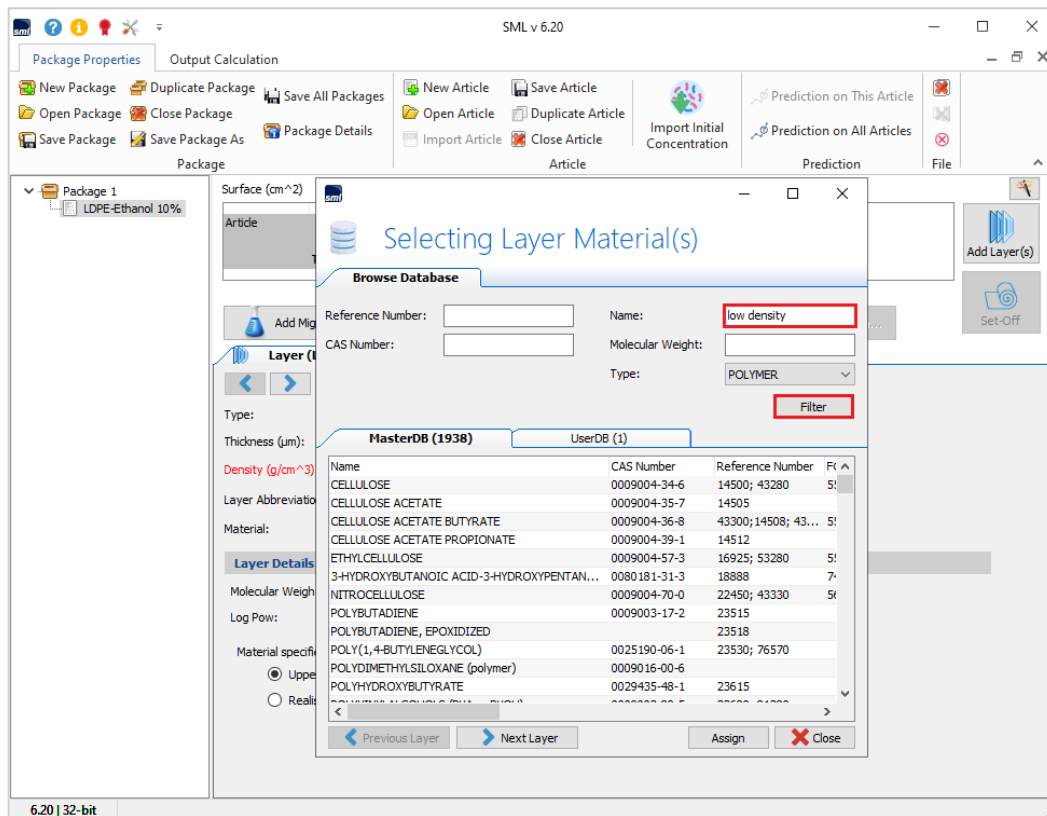 sml
SML v 6.20
Package Properties
Output Calculation
New Package
Duplicate Package
Save All Packages
Open Package
Close Package
Package Details
Save Package
Save Package As
Package
New Article
Save Article
Open Article
Duplicate Article
Import Article
Close Article
Import Initial
Concentration
Article
Prediction on This Article
Prediction on All Articles
Prediction
File
Package 1
LDPE-Ethanol 10%
Surface (cm^2)
Article
Add Mig
Layer (
Type:
Thickness (µm):
Density (g/cm^3)
Layer Abbreviatio
Material:
Layer Details
Molecular Weigh
Log Pow:
Material specifi
Uppe
Realis
Add Layer(s)
Set-Off
sml
Selecting Layer Material(s)
Browse Database
Reference Number:
Name: low density
CAS Number:
Molecular Weight:
Type: POLYMER
Filter
MasterDB (1938)
UserDB (1)
Name CAS Number Reference Number
CELLULOSE 0009004-34-6 14500; 43280
CELLULOSE ACETATE 0009004-35-7 14505
CELLULOSE ACETATE BUTYRATE 0009004-36-8 43300;14508; 43...
CELLULOSE ACETATE PROPIONATE 0009004-39-1 14512
ETHYLCELLULOSE 0009004-57-3 16925; 53280
3-HYDROXYBUTANOIC ACID-3-HYDROXYPENTAN... 0080181-31-3 18888
NITROCELLULOSE 0009004-70-0 22450; 43330
POLYBUTADIENE 0009003-17-2 23515
POLYBUTADIENE, EPOXIDIZED 23518
POLY(1,4-BUTYLENEGLYCOL) 0025190-06-1 23530; 76570
POLYDIMETHYLSILOXANE (polymer) 0009016-00-6
POLYHYDROXYBUTYRATE 0029435-48-1 23615
Previous Layer
Next Layer
Assign
Close
6.20 | 32-bit